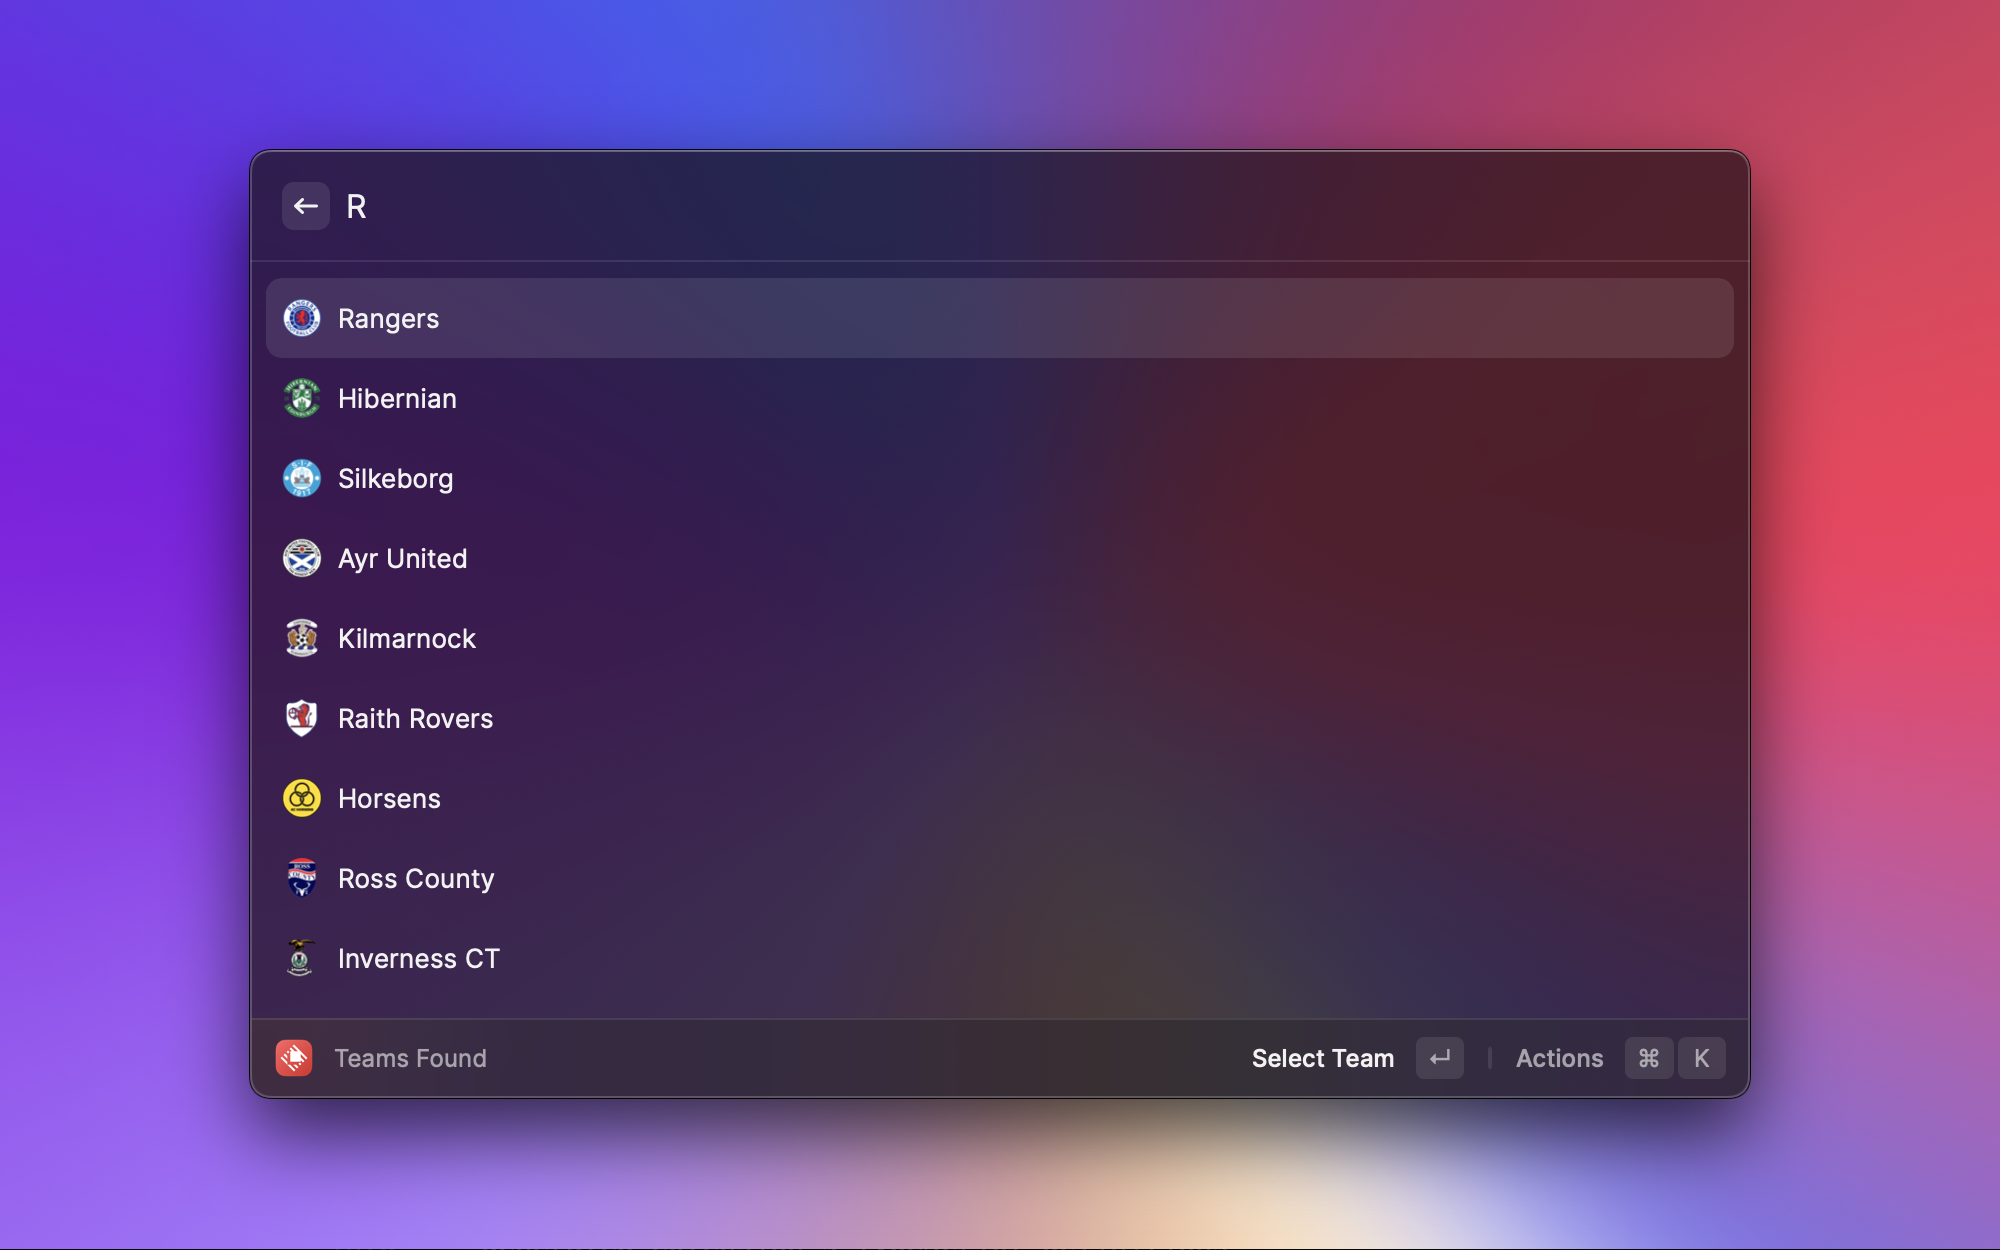 R
Rangers
Hibernian
Silkeborg
Ayr United
Kilmarnock
Raith Rovers
Horsens
Ross County
Inverness CT
Teams Found
Select Team ↵ Actions ⌘ K